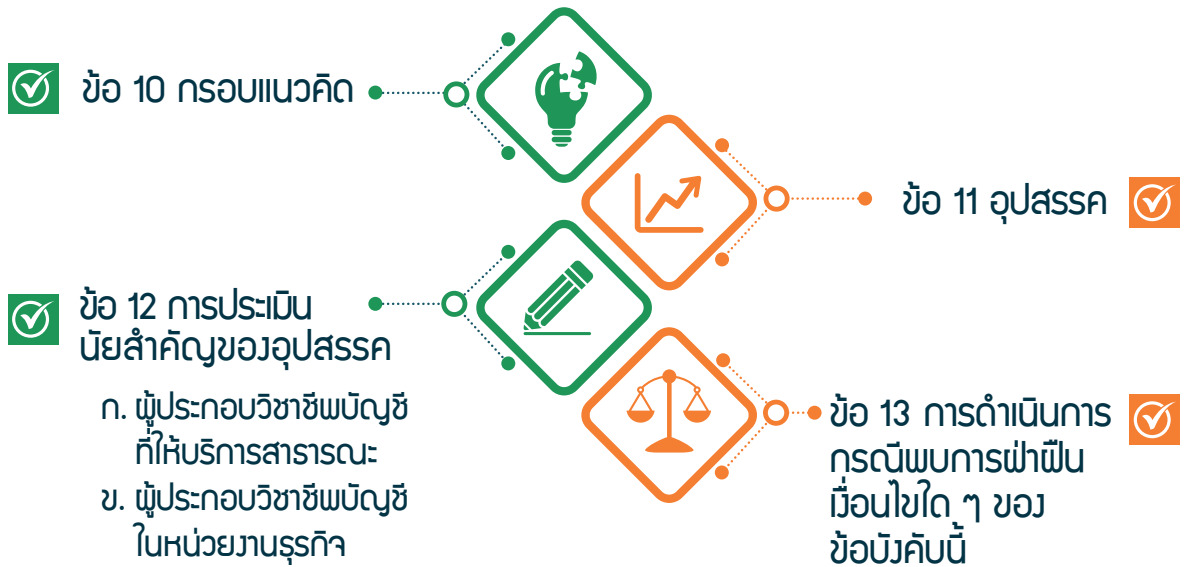 ข้อ 10 กรอบแนวคิด
ข้อ 11 อุปสรรค
ข้อ 12 การประเมิน
นัยสำคัญของอุปสรรค
ก. ผู้ประกอบวิชาชีพบัญชี
ที่ให้บริการสาธารณะ
ข. ผู้ประกอบวิชาชีพบัญชี
ในหน่วยงานธุรกิจ
ข้อ 13 การดำเนินการ
กรณีพบการฝ่าฝืน
เงื่อนไขใด ๆ ของ
ข้อบังคับนี้